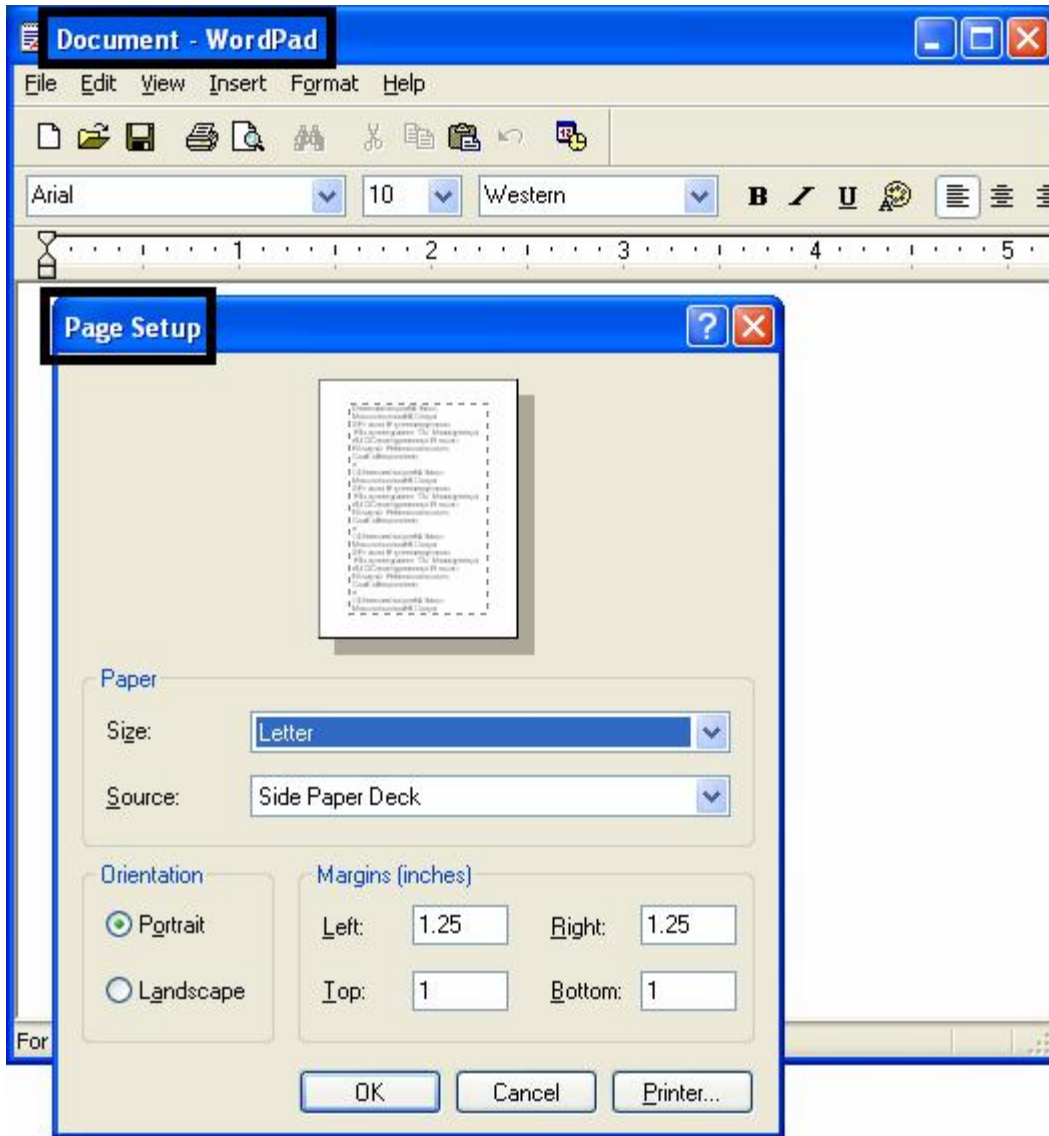 Document - WordPad
File Edit View Insert Format Help
Arial 10 Western B I U A
1 2 3 4 5
Page Setup
Paper
Size: Letter
Source: Side Paper Deck
Orientation
Portrait
Landscape
Margins (inches)
Left: 1.25 Right: 1.25
Top: 1 Bottom: 1
For
OK Cancel Printer...